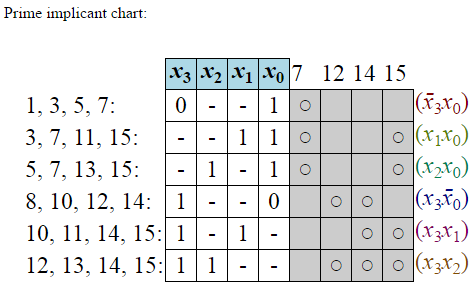 Prime implicant chart:
x₃ x₂ x₁ x₀ 7 12 14 15
1, 3, 5, 7: 0 - - 1 ○ (x̄₃x₀)
3, 7, 11, 15: - - 1 1 ○ ○ (x₁x₀)
5, 7, 13, 15: - 1 - 1 ○ ○ (x₂x₀)
8, 10, 12, 14: 1 - - 0 ○ ○ (x₃x̄₀)
10, 11, 14, 15: 1 - 1 - ○ ○ (x₃x₁)
12, 13, 14, 15: 1 1 - - ○ ○ ○ (x₃x₂)